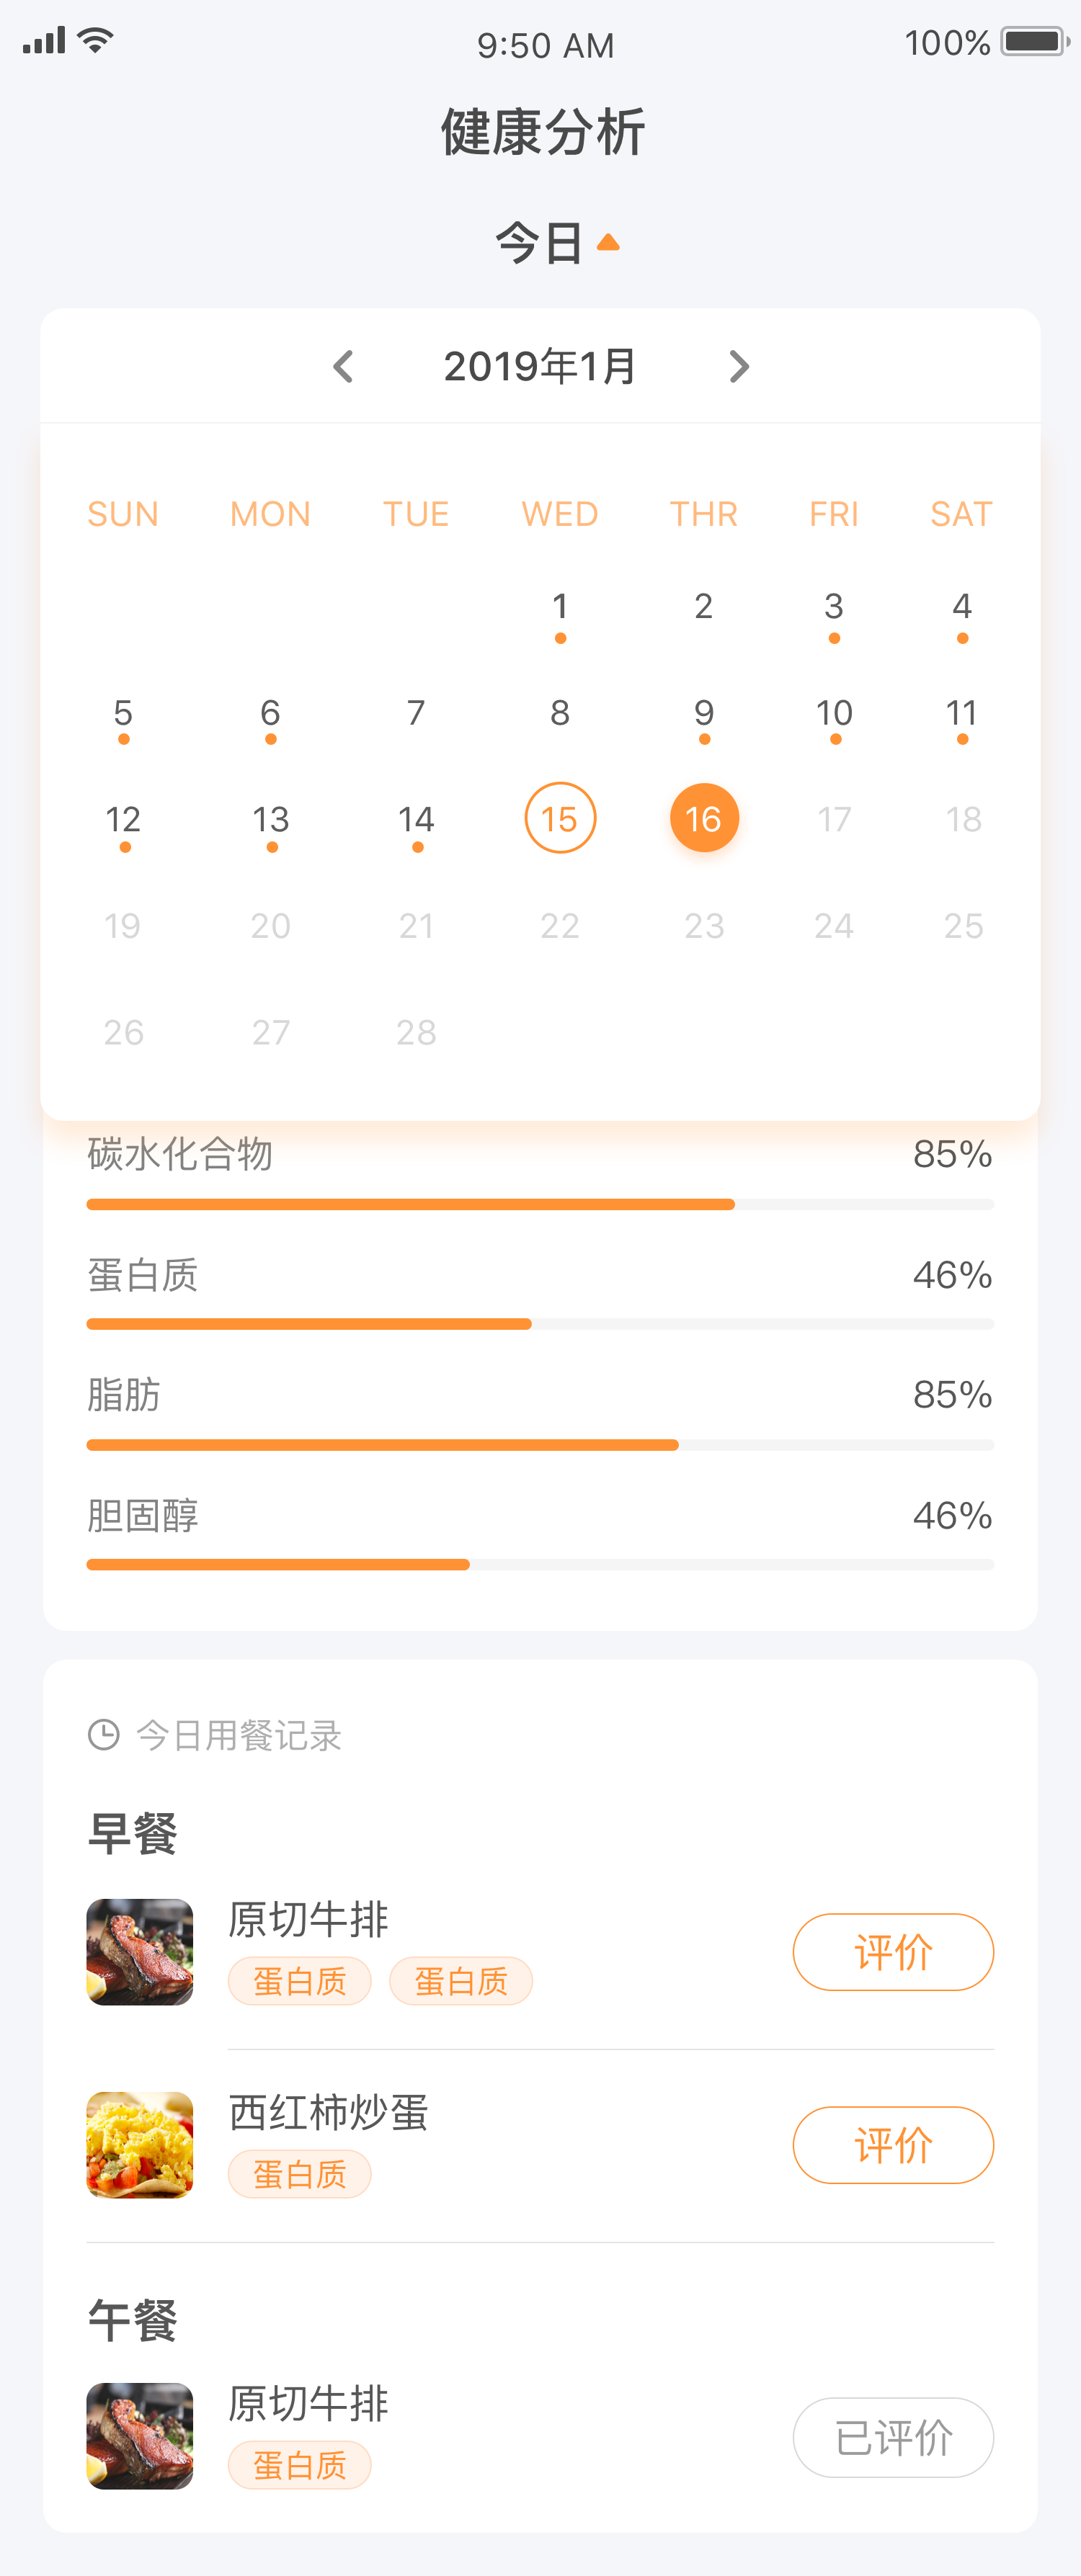 9:50 AM 100%
健康分析
今日
2019年1月
SUN MON TUE WED THR FRI SAT
1 2 3 4
5 6 7 8 9 10 11
12 13 14 15 16 17 18
19 20 21 22 23 24 25
26 27 28
碳水化合物 85%
蛋白质 46%
脂肪 85%
胆固醇 46%
今日用餐记录
早餐
原切牛排
蛋白质 蛋白质 评价
西红柿炒蛋
蛋白质 评价
午餐
原切牛排
蛋白质 已评价